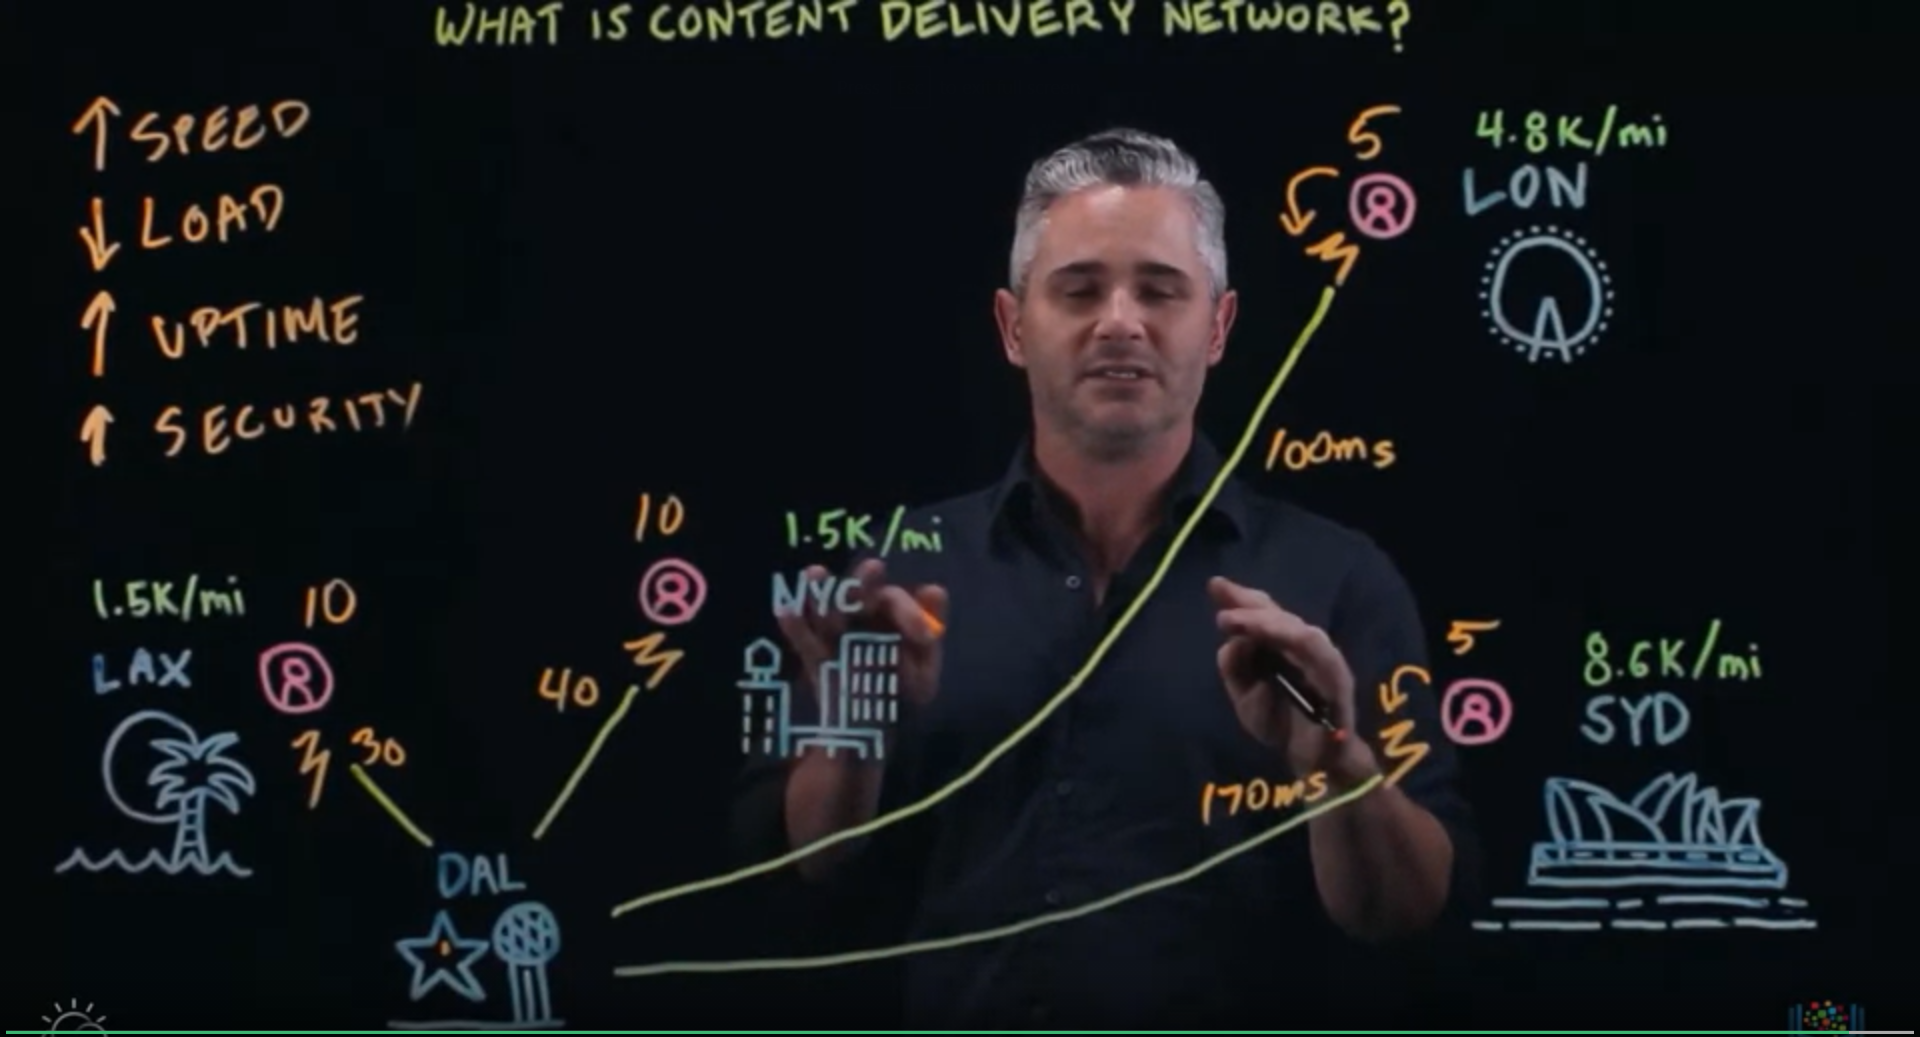 WHAT IS CONTENT DELIVERY NETWORK?
↑ SPEED
↓ LOAD
↑ UPTIME
↑ SECURITY
5
4.8K/mi
LON
100ms
10
1.5K/mi
NYC
40
1.5K/mi
10
LAX
30
DAL
5
8.6K/mi
SYD
170ms